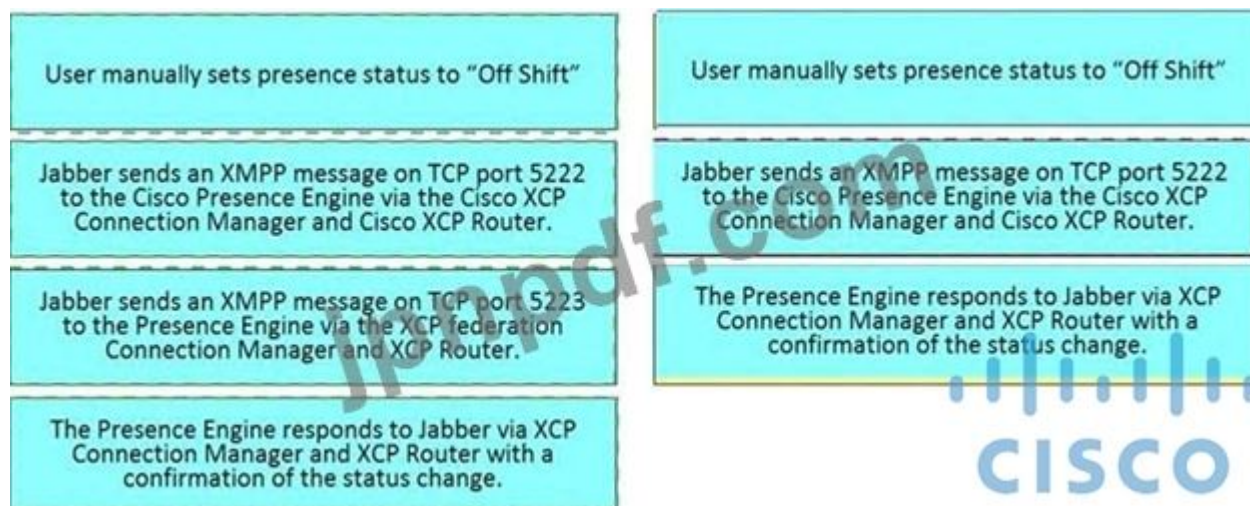 User manually sets presence status to “Off Shift”
Jabber sends an XMPP message on TCP port 5222
to the Cisco Presence Engine via the Cisco XCP
Connection Manager and Cisco XCP Router.
Jabber sends an XMPP message on TCP port 5223
to the Presence Engine via the XCP federation
Connection Manager and XCP Router.
The Presence Engine responds to Jabber via XCP
Connection Manager and XCP Router with a
confirmation of the status change.
User manually sets presence status to “Off Shift”
Jabber sends an XMPP message on TCP port 5222
to the Cisco Presence Engine via the Cisco XCP
Connection Manager and Cisco XCP Router.
The Presence Engine responds to Jabber via XCP
Connection Manager and XCP Router with a
confirmation of the status change.
jpnpdf.com
CISCO